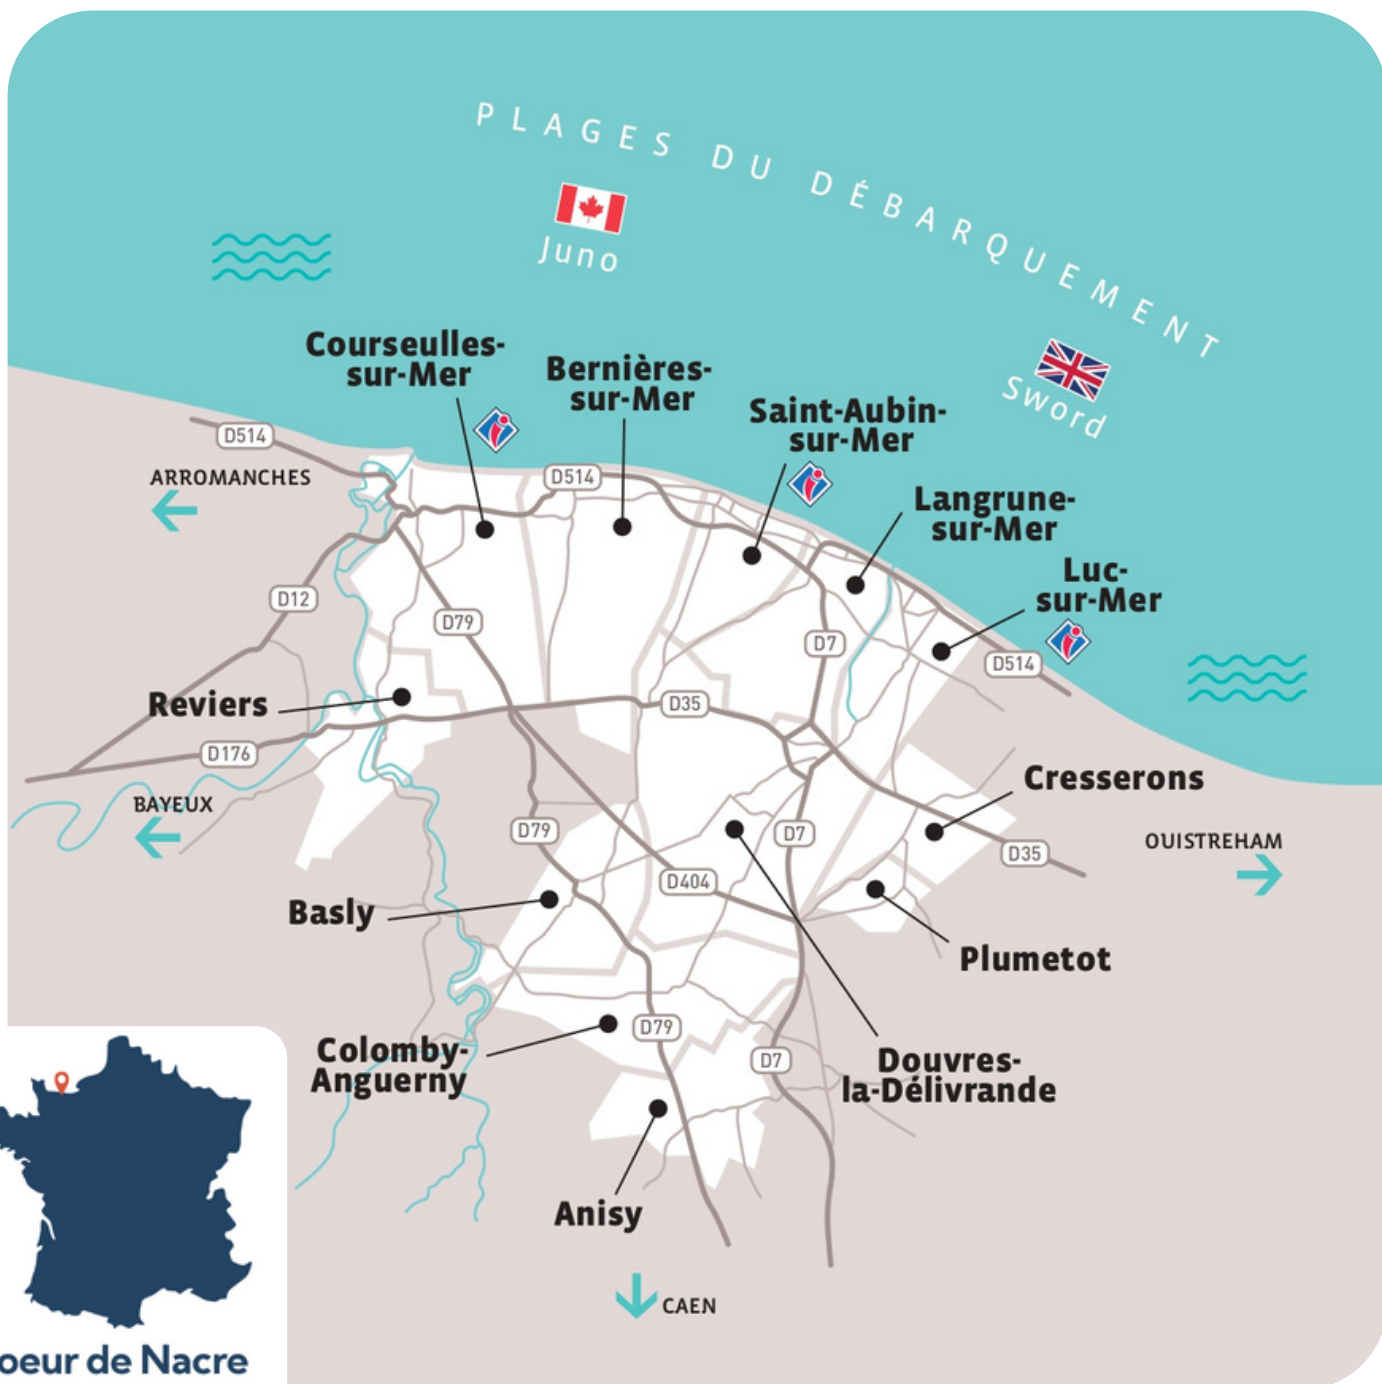 PLAGES DU DÉBARQUEMENT
Juno
Sword
Courseulles-
sur-Mer
Bernières-
sur-Mer
Saint-Aubin-
sur-Mer
Langrune-
sur-Mer
Luc-
sur-Mer
D514
D514
D514
ARROMANCHES
D12
D79
D7
Reviers
D35
D176
BAYEUX
Cresserons
D79
D7
D35
OUISTREHAM
D404
Basly
Plumetot
Colomby-
Anguerny
D79
D7
Douvres-
la-Délivrande
Anisy
CAEN
oeur de Nacre